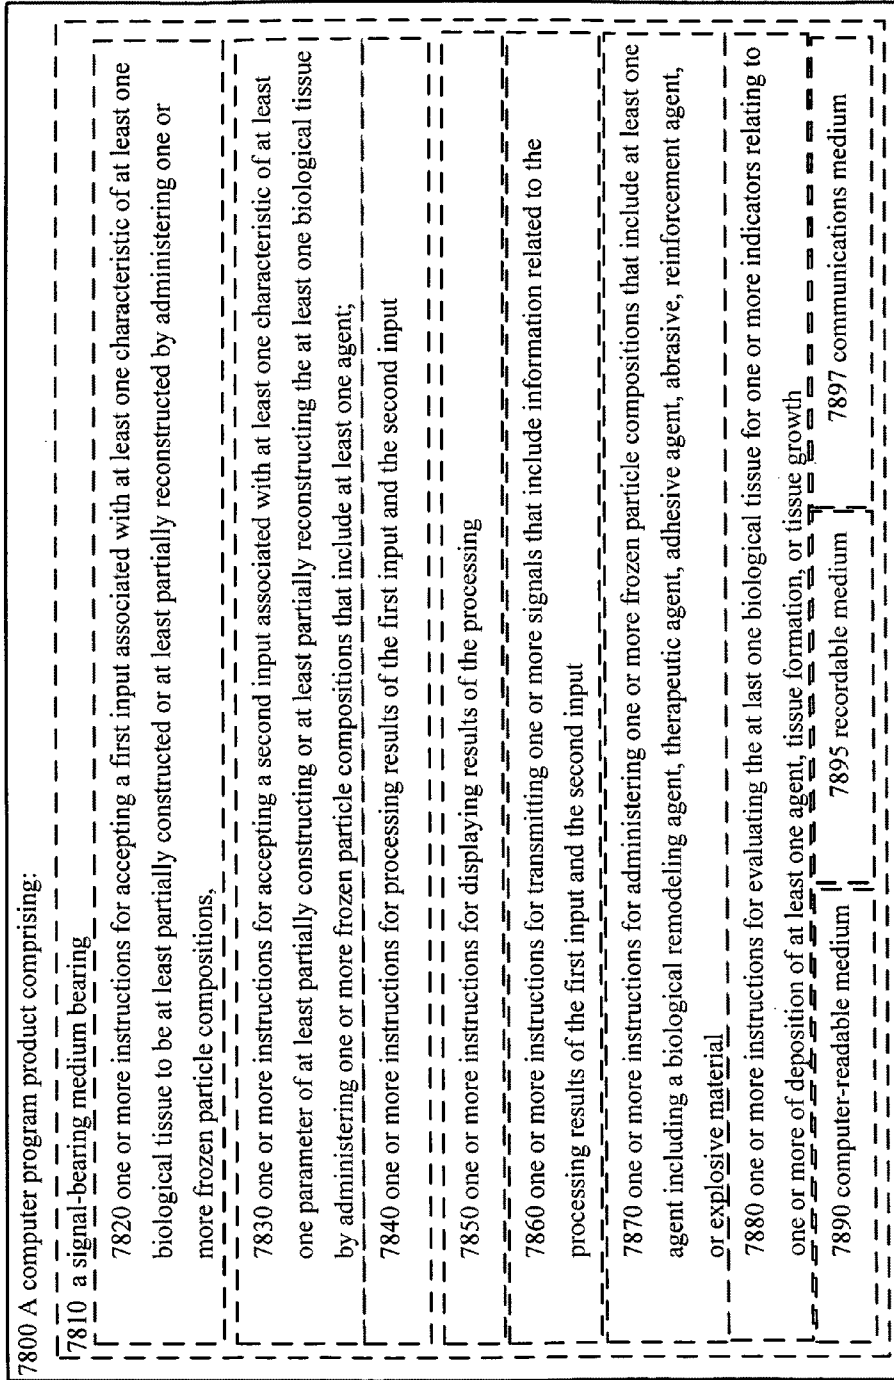 7800 A computer program product comprising:
7810 a signal-bearing medium bearing
7820 one or more instructions for accepting a first input associated with at least one characteristic of at least one
biological tissue to be at least partially constructed or at least partially reconstructed by administering one or
more frozen particle compositions,
7830 one or more instructions for accepting a second input associated with at least one characteristic of at least
one parameter of at least partially constructing or at least partially reconstructing the at least one biological tissue
by administering one or more frozen particle compositions that include at least one agent;
7840 one or more instructions for processing results of the first input and the second input
7850 one or more instructions for displaying results of the processing
7860 one or more instructions for transmitting one or more signals that include information related to the
processing results of the first input and the second input
7870 one or more instructions for administering one or more frozen particle compositions that include at least one
agent including a biological remodeling agent, therapeutic agent, adhesive agent, abrasive, reinforcement agent,
or explosive material
7880 one or more instructions for evaluating the at last one biological tissue for one or more indicators relating to
one or more of deposition of at least one agent, tissue formation, or tissue growth
7890 computer-readable medium
7895 recordable medium
7897 communications medium